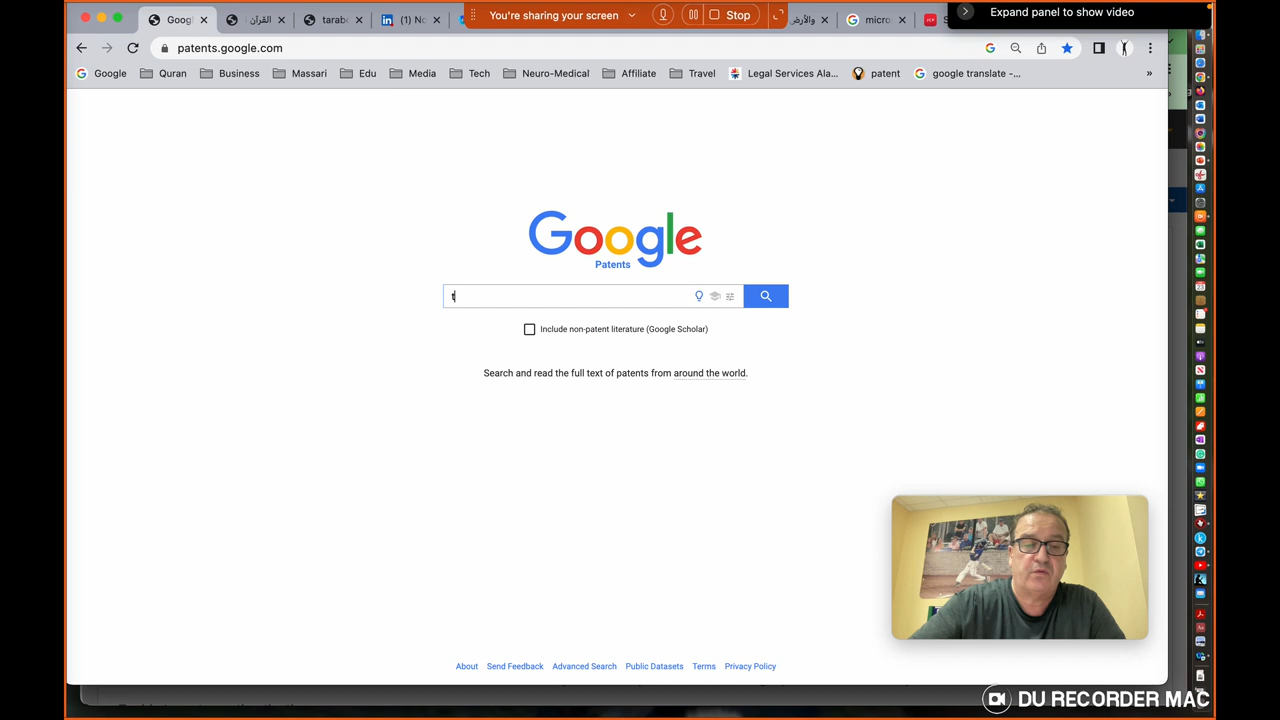 Googl
القرآن
tarab
(1) No
You're sharing your screen
Stop
والأرض
micro
Expand panel to show video
patents.google.com
Google Quran Business Massari Edu Media Tech Neuro-Medical Affiliate Travel Legal Services Ala... patent google translate -... »
Google
Patents
t
Include non-patent literature (Google Scholar)
Search and read the full text of patents from around the world.
About Send Feedback Advanced Search Public Datasets Terms Privacy Policy
DU RECORDER MAC